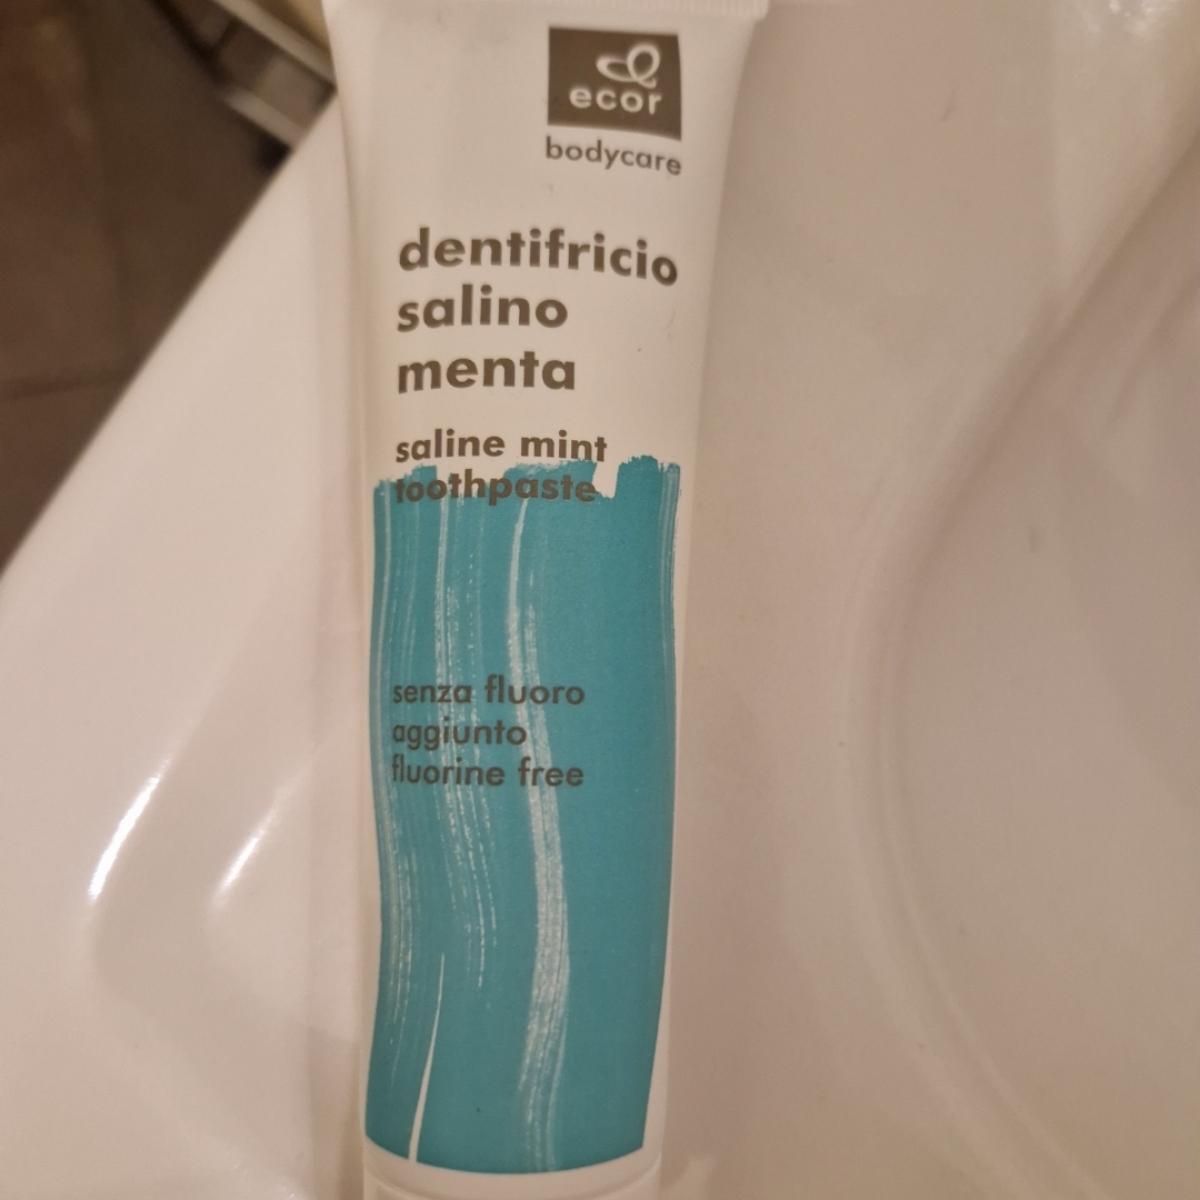 ecor
bodycare
dentifricio
salino
menta
saline mint
toothpaste
senza fluoro
aggiunto
fluorine free